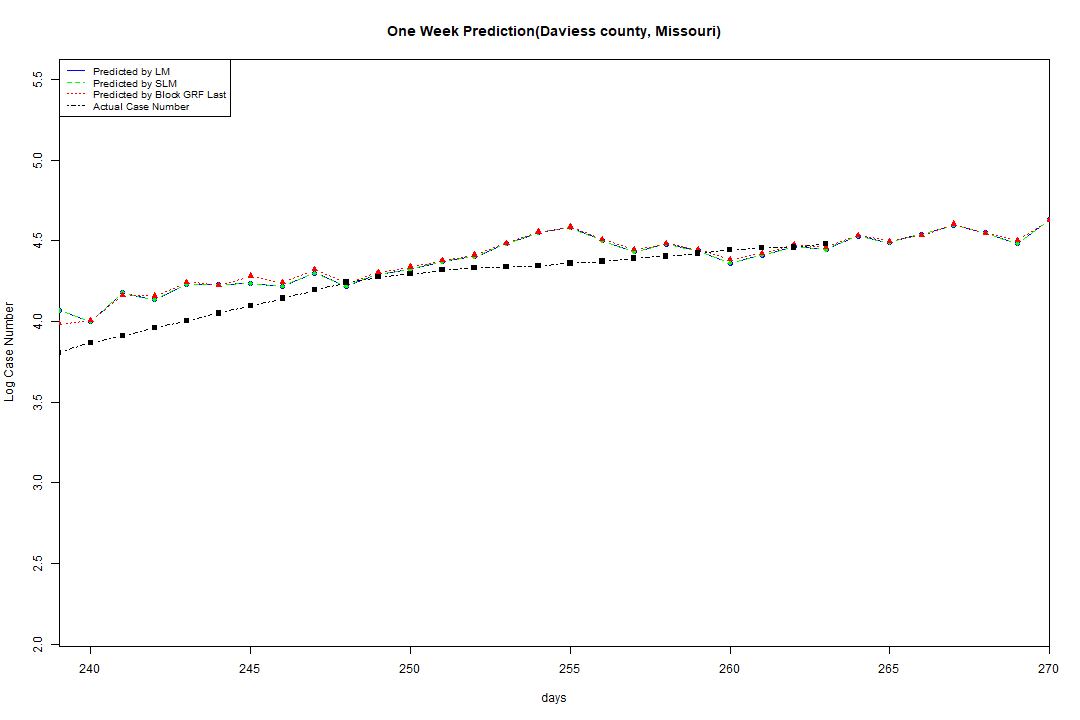 One Week Prediction(Daviess county, Missouri)
Predicted by LM
Predicted by SLM
Predicted by Block GRF Last
Actual Case Number
5.5
5.0
4.5
4.0
3.5
3.0
2.5
2.0
Log Case Number
240 245 250 255 260 265 270
days